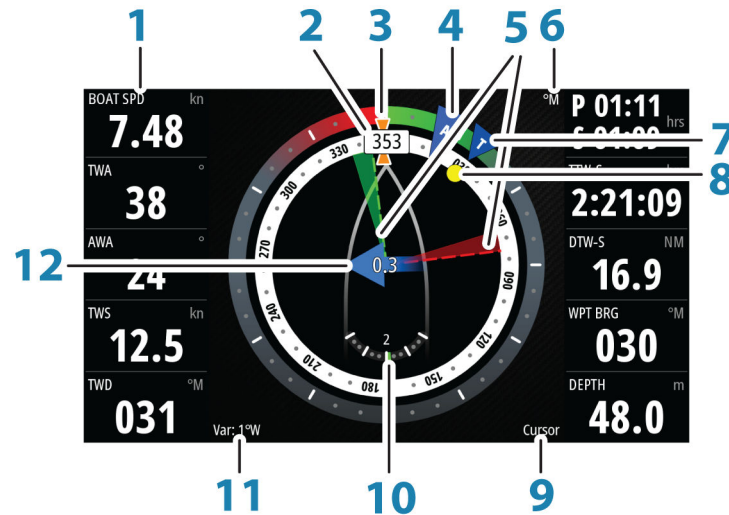 1
2
3
4
5
6
7
8
9
10
11
12
BOAT SPD kn
7.48
TWA °
38
AWA °
24
TWS kn
12.5
TWD °M
031
°M
353
330
300
270
240
210
180
150
120
060
A
T
0.3
2
Var: 1°W
Cursor
P 01:11
hrs
S 01:09
TTW-S
2:21:09
DTW-S NM
16.9
WPT BRG °M
030
DEPTH m
48.0